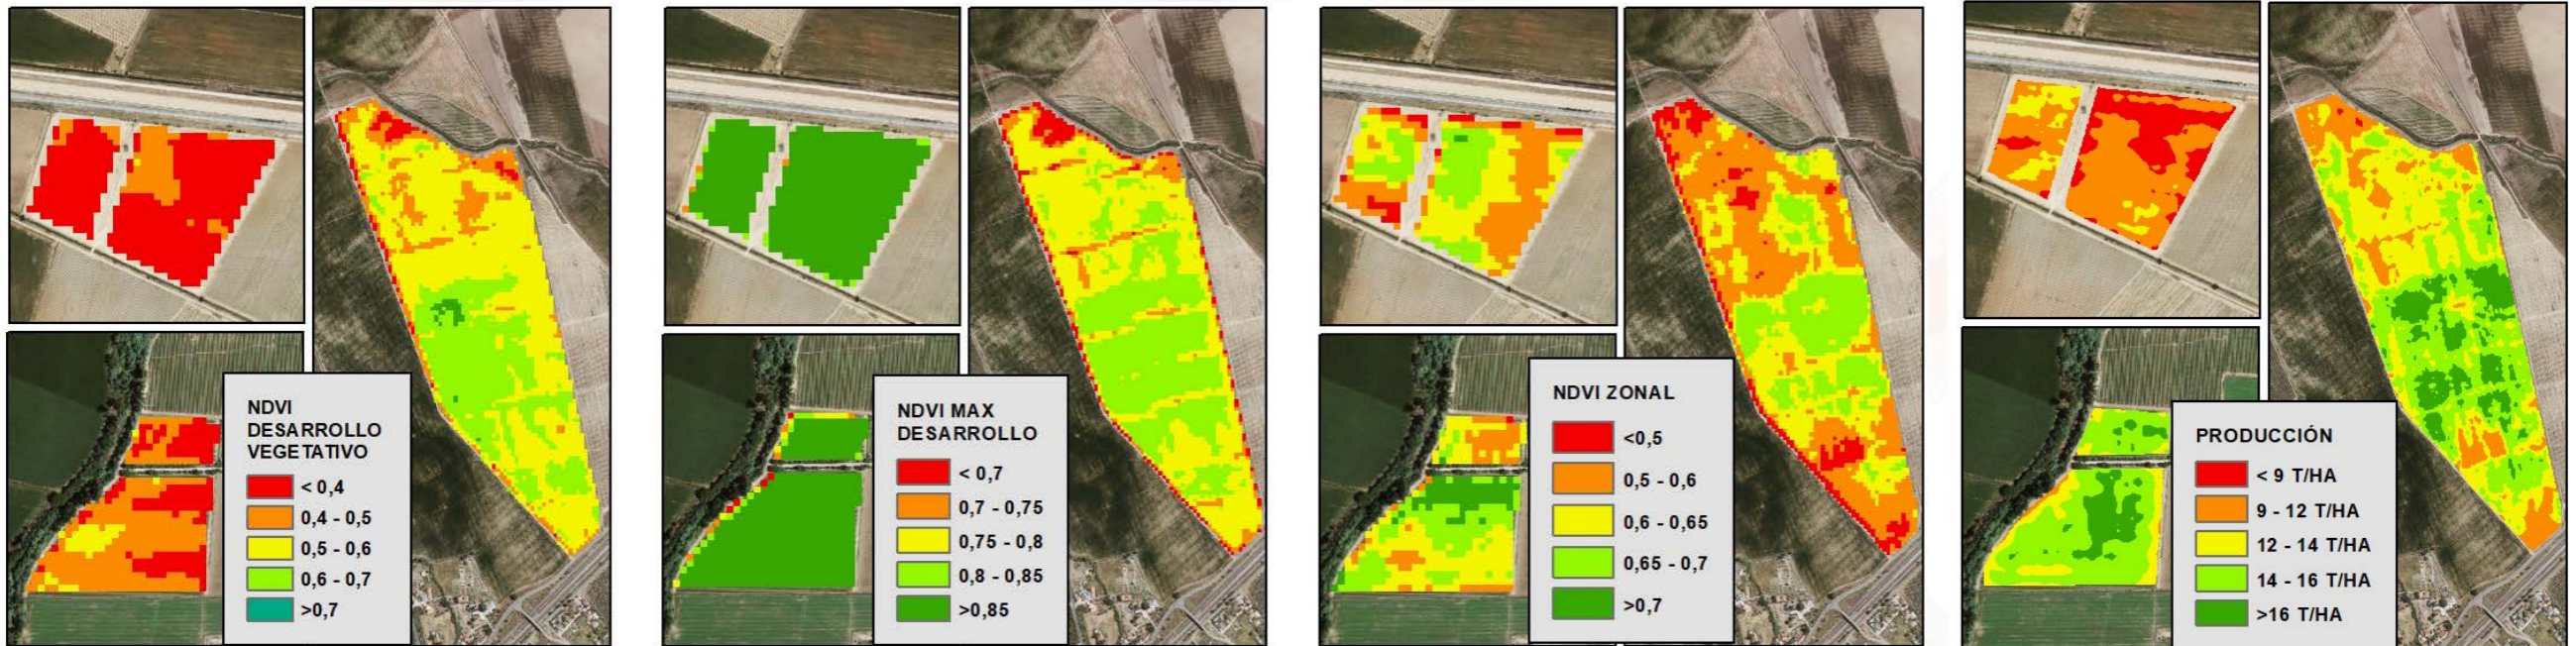 NDVI
DESARROLLO
VEGETATIVO
< 0,4
0,4 - 0,5
0,5 - 0,6
0,6 - 0,7
>0,7
NDVI MAX
DESARROLLO
< 0,7
0,7 - 0,75
0,75 - 0,8
0,8 - 0,85
>0,85
NDVI ZONAL
<0,5
0,5 - 0,6
0,6 - 0,65
0,65 - 0,7
>0,7
PRODUCCIÓN
< 9 T/HA
9 - 12 T/HA
12 - 14 T/HA
14 - 16 T/HA
>16 T/HA